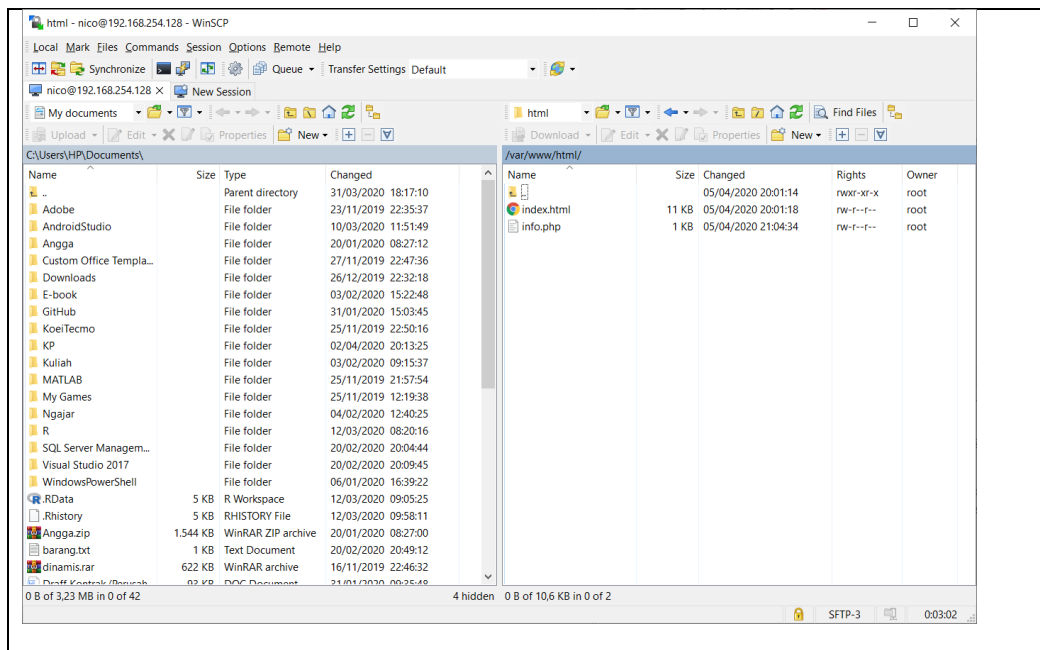 html - nico@192.168.254.128 - WinSCP
Local Mark Files Commands Session Options Remote Help
Synchronize Queue Transfer Settings Default
nico@192.168.254.128 × New Session
My documents
Upload Edit Properties New
C:\Users\HP\Documents\
Name Size Type Changed
.. Parent directory 31/03/2020 18:17:10
Adobe File folder 23/11/2019 22:35:37
AndroidStudio File folder 10/03/2020 11:51:49
Angga File folder 20/01/2020 08:27:12
Custom Office Templa... File folder 27/11/2019 22:47:36
Downloads File folder 26/12/2019 22:32:18
E-book File folder 03/02/2020 15:22:48
GitHub File folder 31/01/2020 15:03:45
KoeiTecmo File folder 25/11/2019 22:50:16
KP File folder 02/04/2020 20:13:25
Kuliah File folder 03/02/2020 09:15:37
MATLAB File folder 25/11/2019 21:57:54
My Games File folder 25/11/2019 12:19:38
Ngajar File folder 04/02/2020 12:40:25
R File folder 12/03/2020 08:20:16
SQL Server Managem... File folder 20/02/2020 20:04:44
Visual Studio 2017 File folder 20/02/2020 20:09:45
WindowsPowerShell File folder 06/01/2020 16:39:22
.RData 5 KB R Workspace 12/03/2020 09:05:25
.Rhistory 5 KB RHISTORY File 12/03/2020 09:58:11
Angga.zip 1.544 KB WinRAR ZIP archive 20/01/2020 08:27:00
barang.txt 1 KB Text Document 20/02/2020 20:49:12
dinamis.rar 622 KB WinRAR archive 16/11/2019 22:46:32
Draff Kontrak (Perusah 93 KB DOC Document 31/01/2020 09:35:48
0 B of 3,23 MB in 0 of 42 4 hidden
html Find Files
Download Edit Properties New
/var/www/html/
Name Size Changed Rights Owner
.. 05/04/2020 20:01:14 rwxr-xr-x root
index.html 11 KB 05/04/2020 20:01:18 rw-r--r-- root
info.php 1 KB 05/04/2020 21:04:34 rw-r--r-- root
0 B of 10,6 KB in 0 of 2
SFTP-3 0:03:02